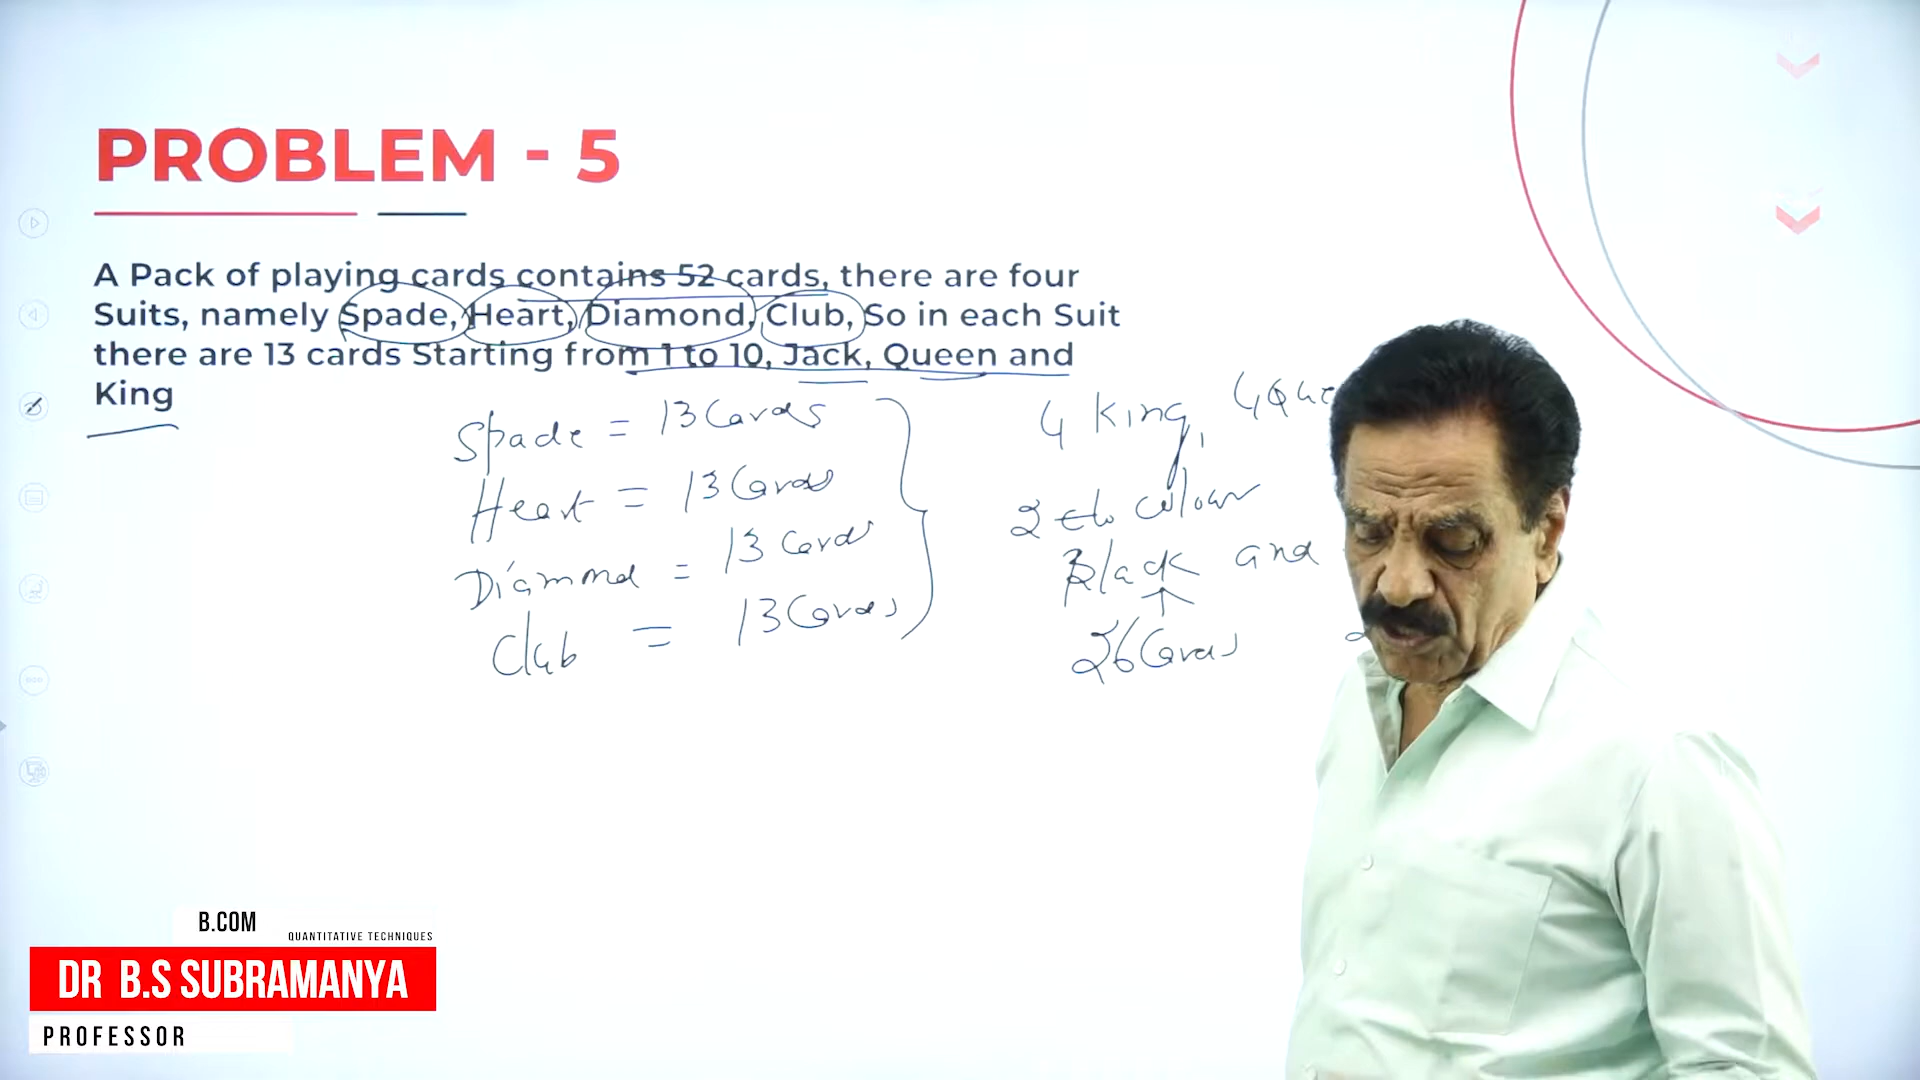 PROBLEM - 5
A Pack of playing cards contains 52 cards, there are four
Suits, namely Spade, Heart, Diamond, Club, So in each Suit
there are 13 cards Starting from 1 to 10, Jack, Queen and
King
Spade = 13 Cards
Heart = 13 Cards
Diamond = 13 Cards
Club = 13 Cards
4 King, 4 Que
2 colour
Black and
26 Cards
B.COM
QUANTITATIVE TECHNIQUES
DR B.S SUBRAMANYA
PROFESSOR